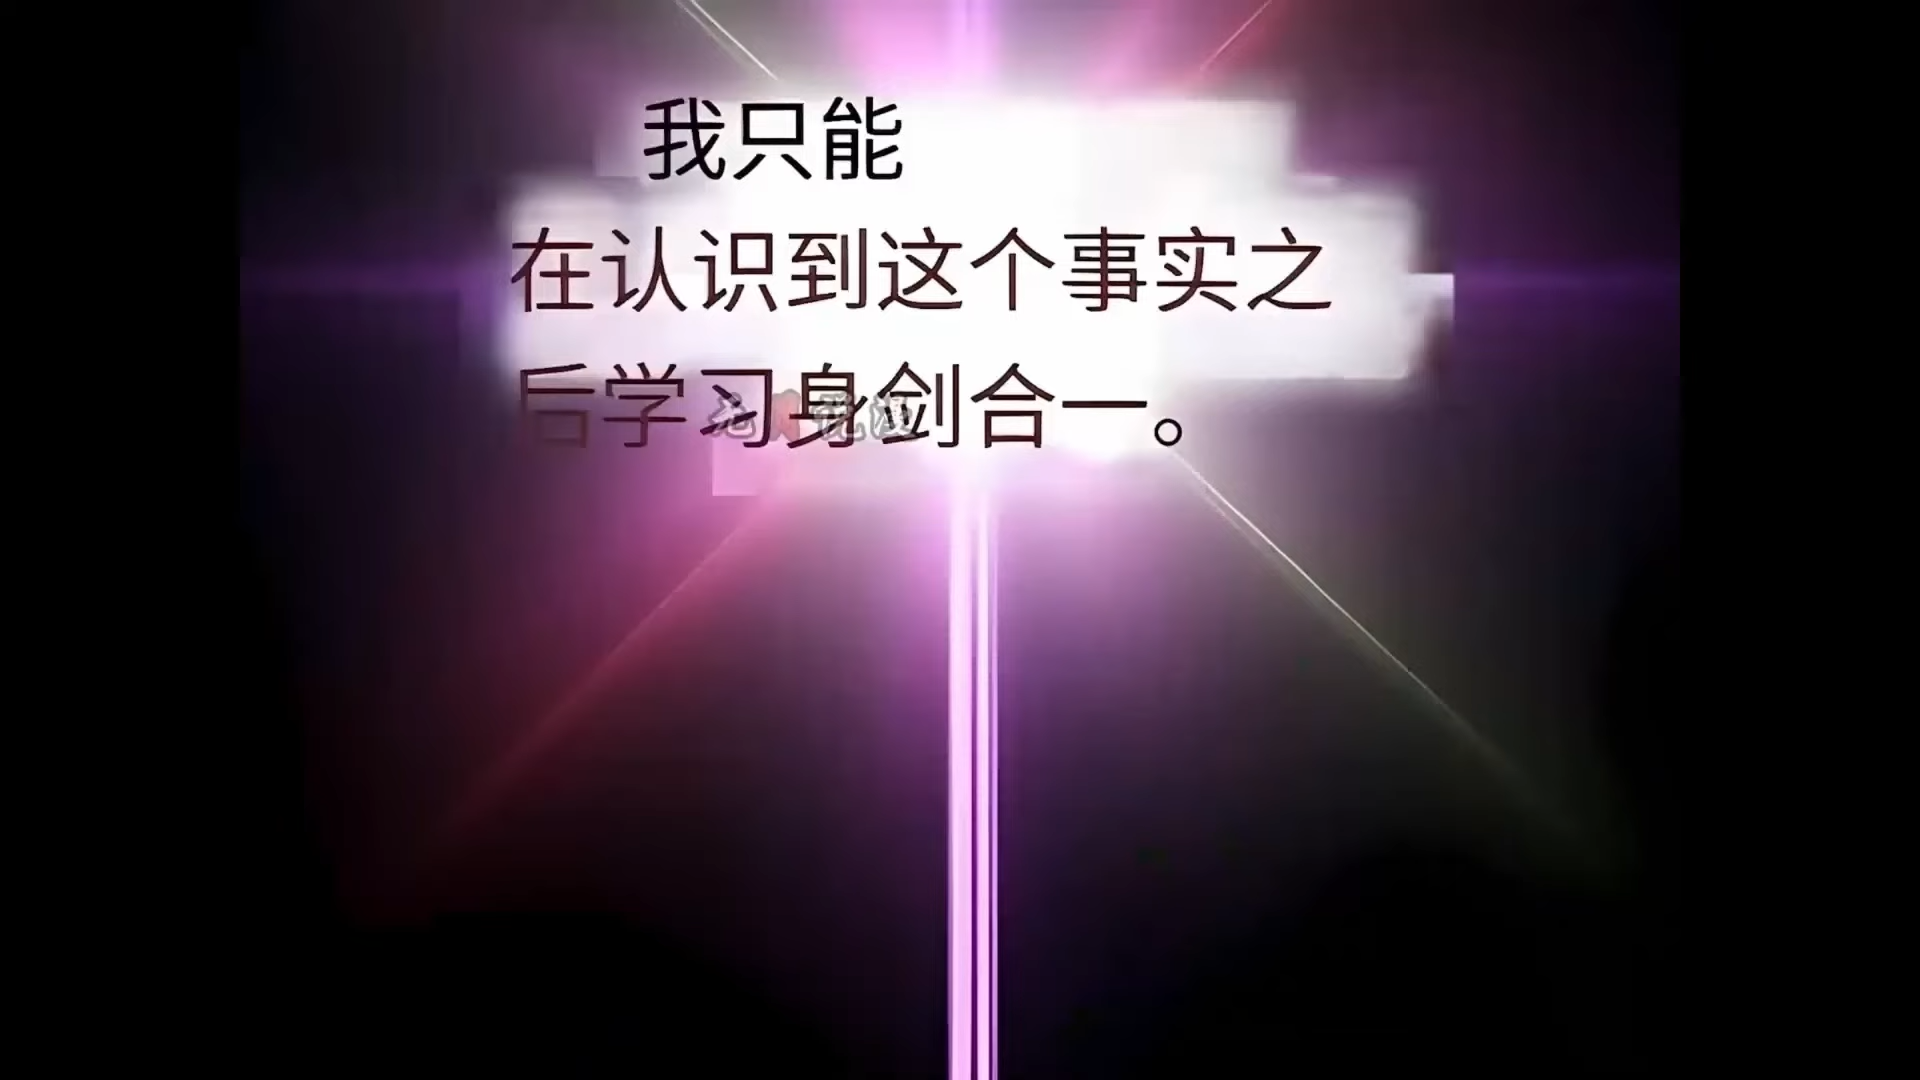 我只能
在认识到这个事实之
后学习身剑合一。